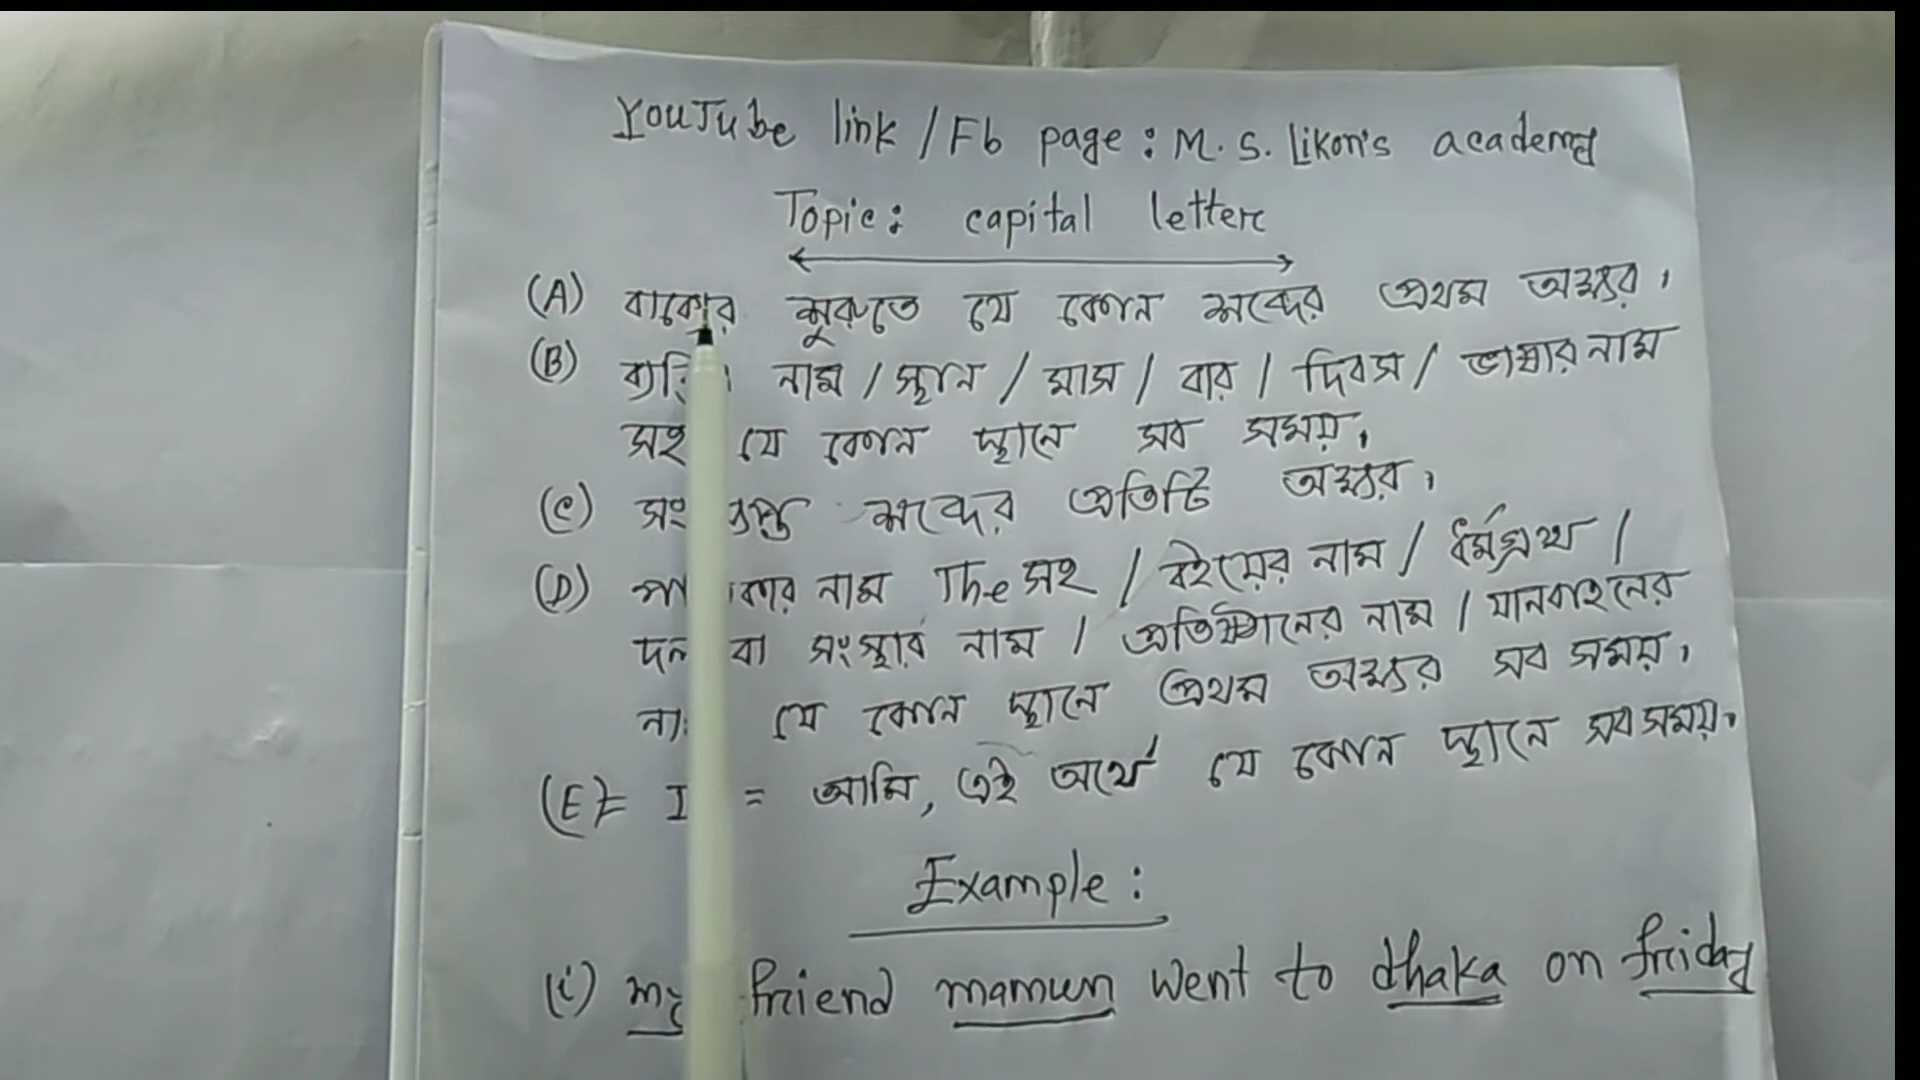 YouTube link / Fb page : M. S. Likon's academy
Topic : capital letter
(A) বাক্যের শুরুতে যে কোন শব্দের প্রথম অক্ষর।
(B) নাম / স্থান / মাস / বার / দিবস / ভাষার নাম
সহ যে কোন স্থানে সব সময়।
(C) শব্দের প্রতিটি অক্ষর।
(D) নাম The সহ / বইয়ের নাম / ধর্মগ্রন্থ /
দল বা সংস্থার নাম / প্রতিষ্ঠানের নাম / যানবাহনের
যে কোন স্থানে প্রথম অক্ষর সব সময়।
(E) = I = আমি, এই অর্থে যে কোন স্থানে সব সময়।
Example :
(i) my friend mamun went to dhaka on friday